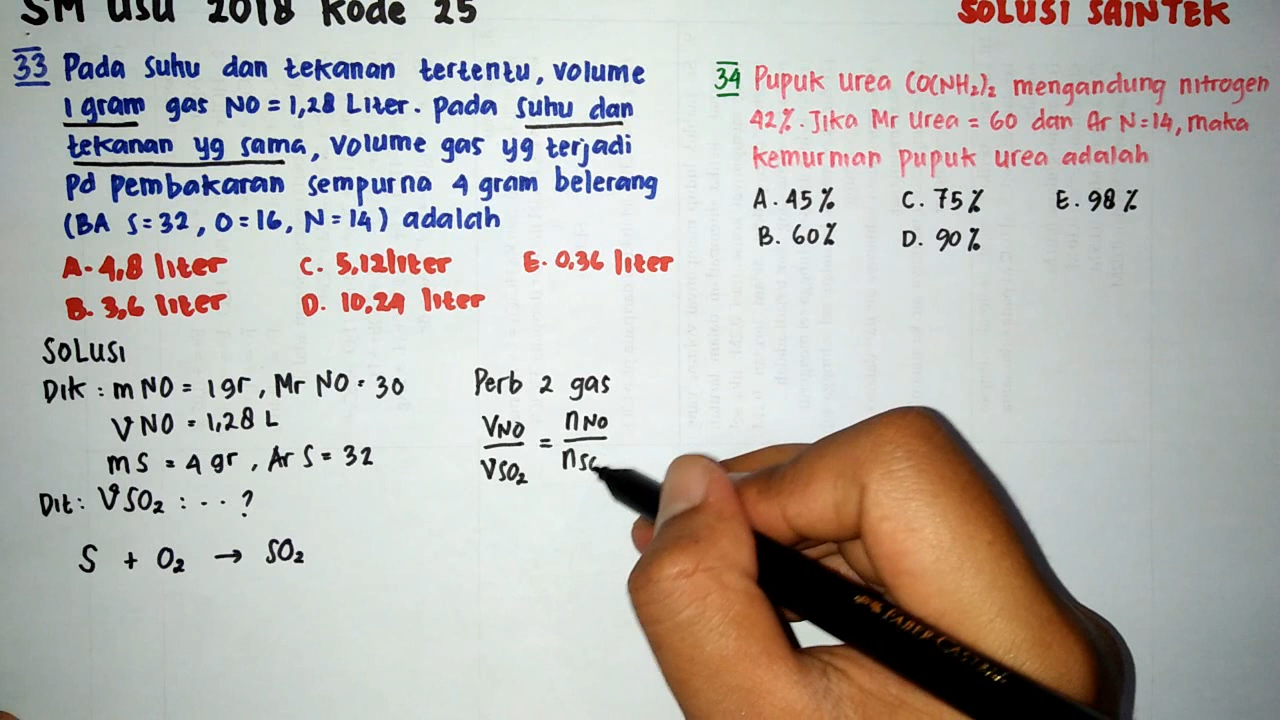 SM USU 2018 Kode 25
SOLUSI SAINTEK
33 Pada suhu dan tekanan tertentu, volume
1 gram gas NO = 1,28 Liter. Pada suhu dan
tekanan yg sama, volume gas yg terjadi
pd pembakaran sempurna 4 gram belerang
(BA S=32, O=16, N=14) adalah
A. 4,8 liter C. 5,12 liter E. 0,36 liter
B. 3,6 liter D. 10,24 liter
SOLUSI
Dik : m NO = 1 gr, Mr NO = 30
V NO = 1,28 L
m S = 4 gr, Ar S = 32
Dit : V SO₂ : . . . ?
S + O₂ → SO₂
Perb 2 gas
VNO / VSO₂ = nNO / nSO
34 Pupuk urea CO(NH₂)₂ mengandung nitrogen
42%. Jika Mr Urea = 60 dan Ar N=14, maka
kemurnian pupuk urea adalah
A. 45% C. 75% E. 98%
B. 60% D. 90%